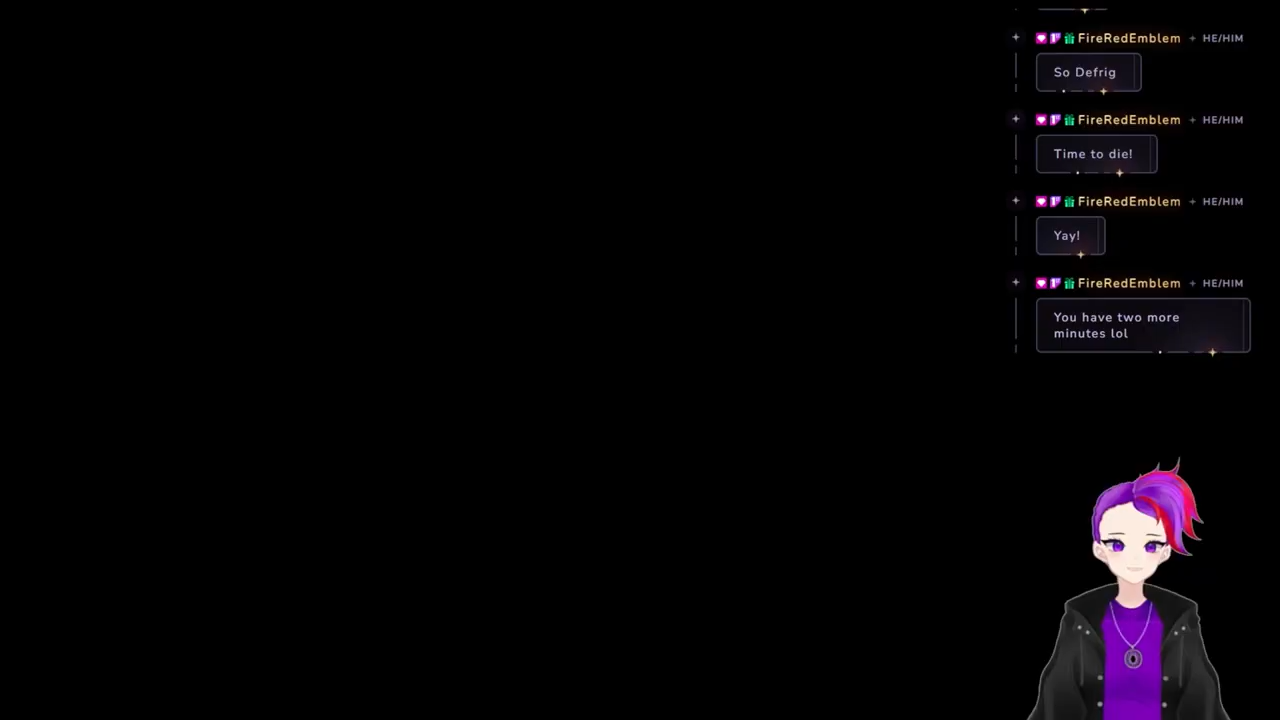 FireRedEmblem HE/HIM
So Defrig
FireRedEmblem HE/HIM
Time to die!
FireRedEmblem HE/HIM
Yay!
FireRedEmblem HE/HIM
You have two more
minutes lol